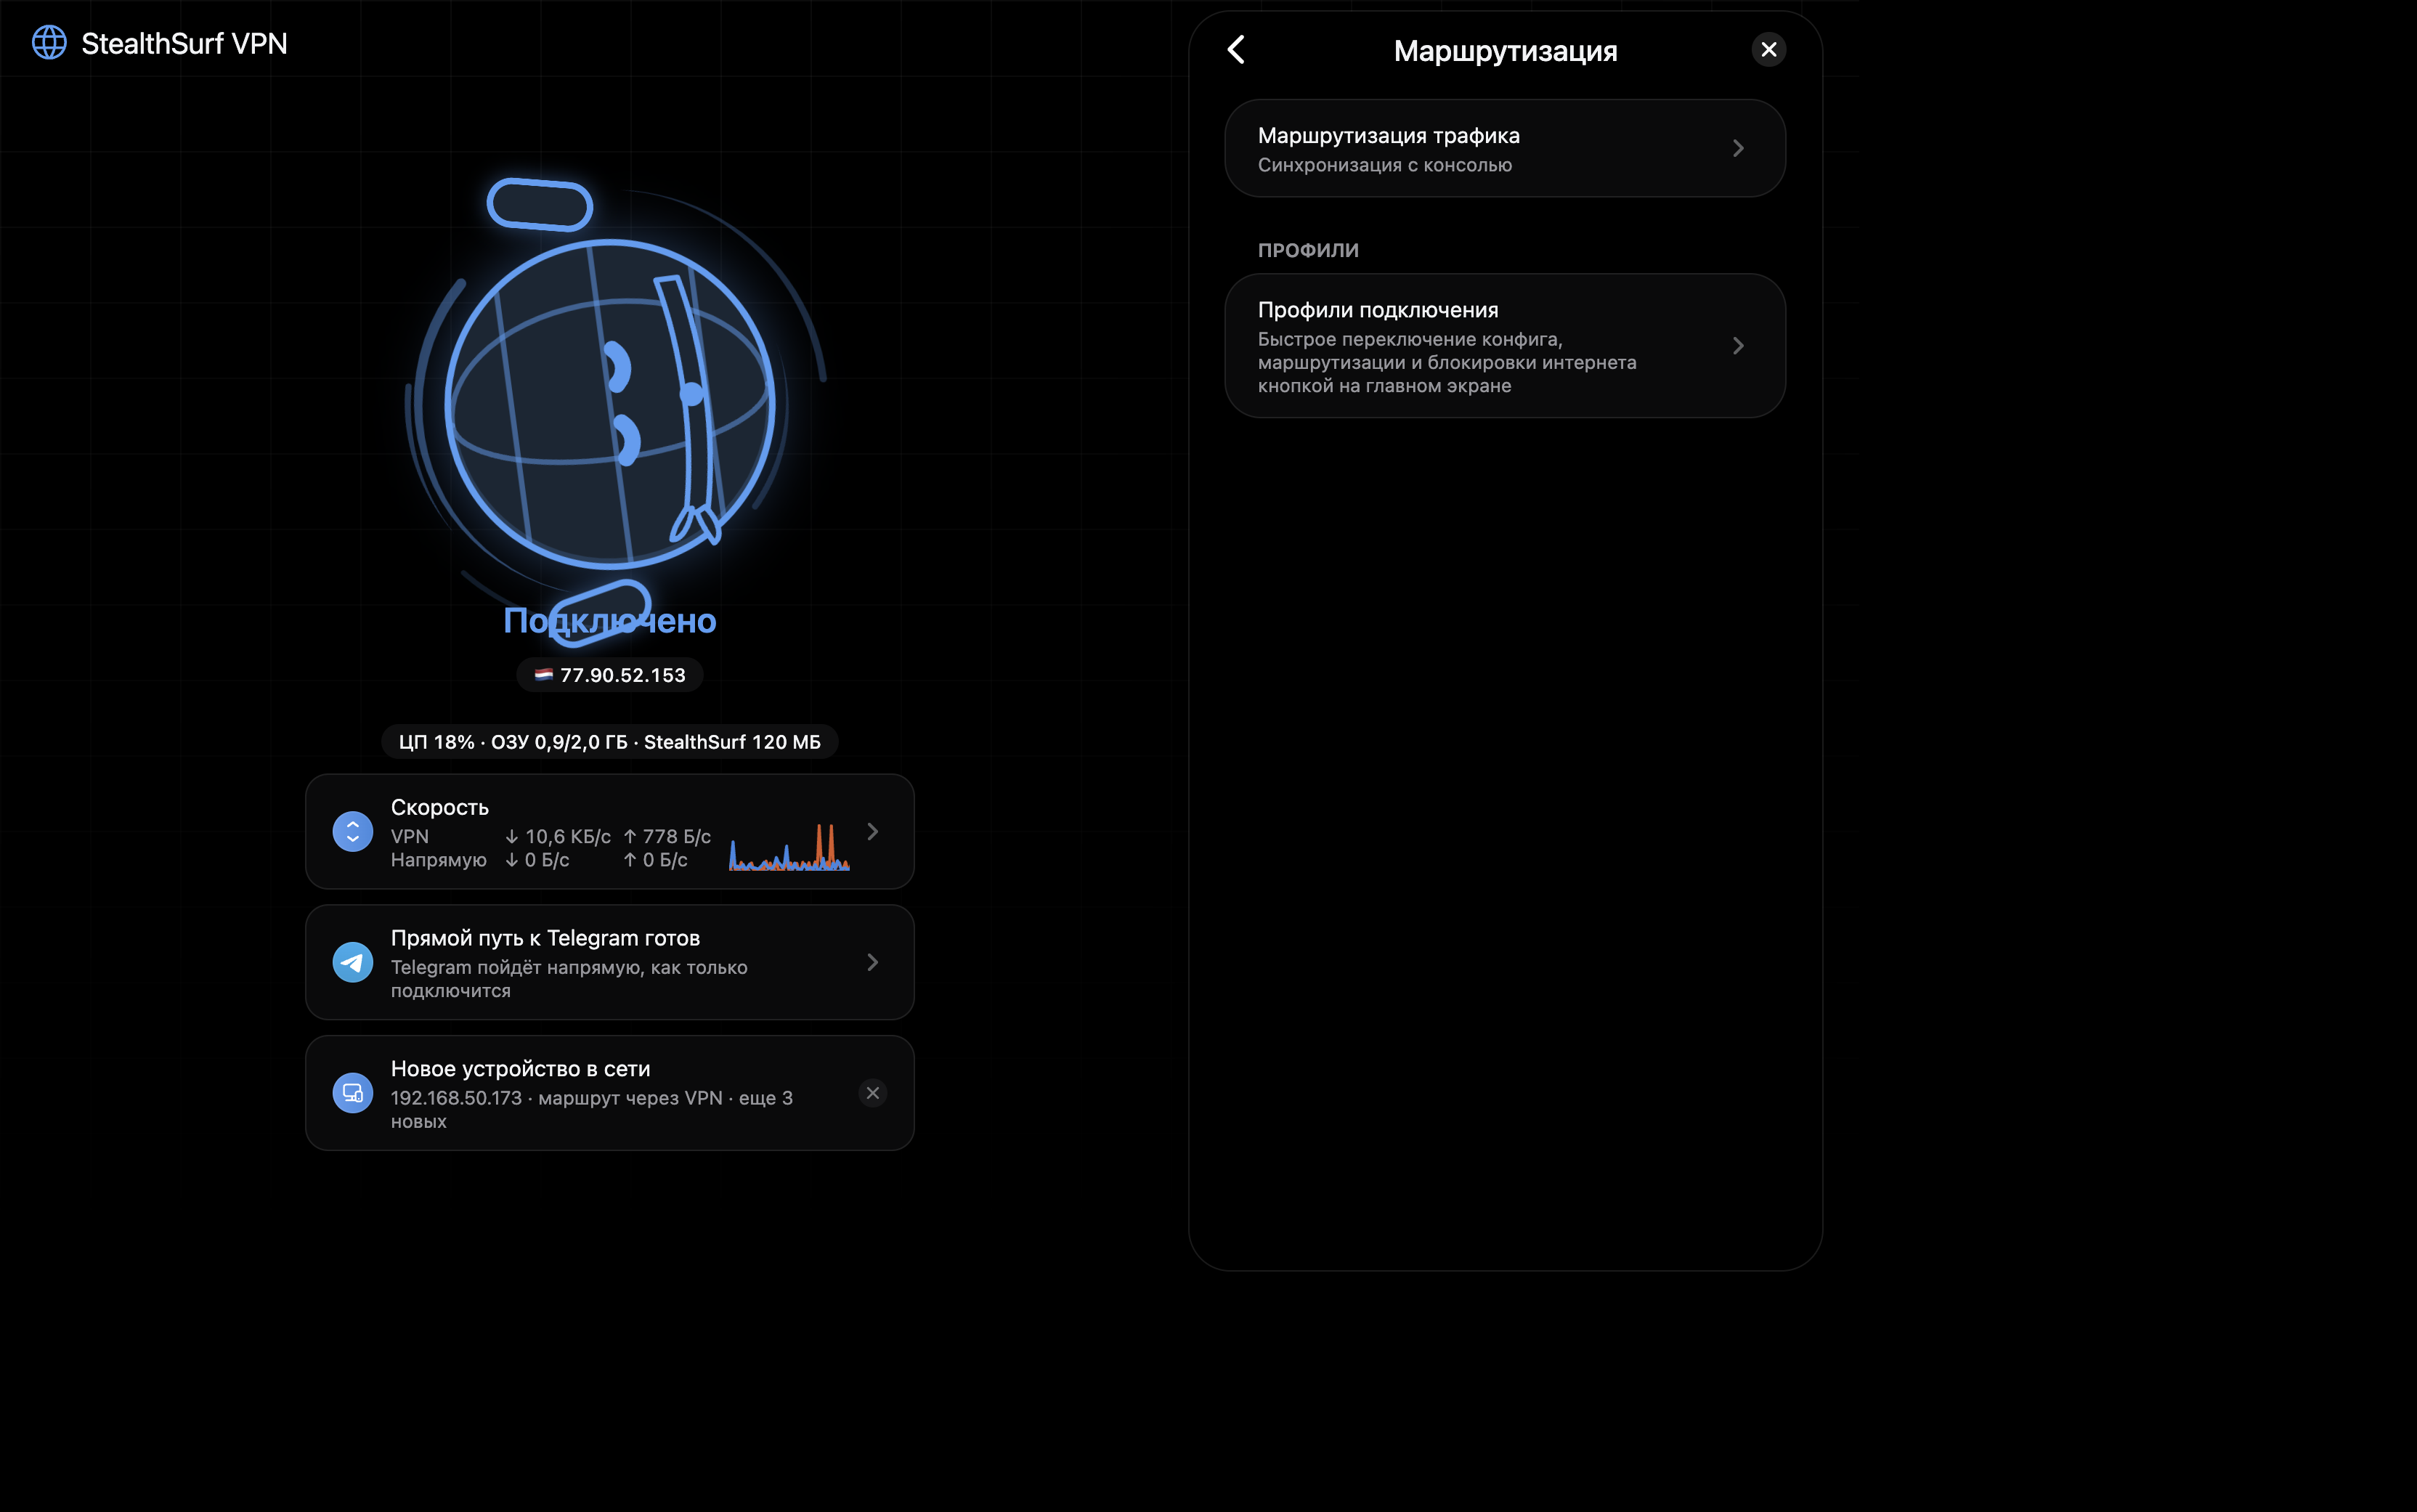 StealthSurf VPN
Подключено
77.90.52.153
ЦП 18% · ОЗУ 0,9/2,0 ГБ · StealthSurf 120 МБ
Скорость
VPN ↓ 10,6 КБ/с ↑ 778 Б/с
Напрямую ↓ 0 Б/с ↑ 0 Б/с
Прямой путь к Telegram готов
Telegram пойдёт напрямую, как только
подключится
Новое устройство в сети
192.168.50.173 · маршрут через VPN · еще 3
новых
Маршрутизация
Маршрутизация трафика
Синхронизация с консолью
ПРОФИЛИ
Профили подключения
Быстрое переключение конфига,
маршрутизации и блокировки интернета
кнопкой на главном экране